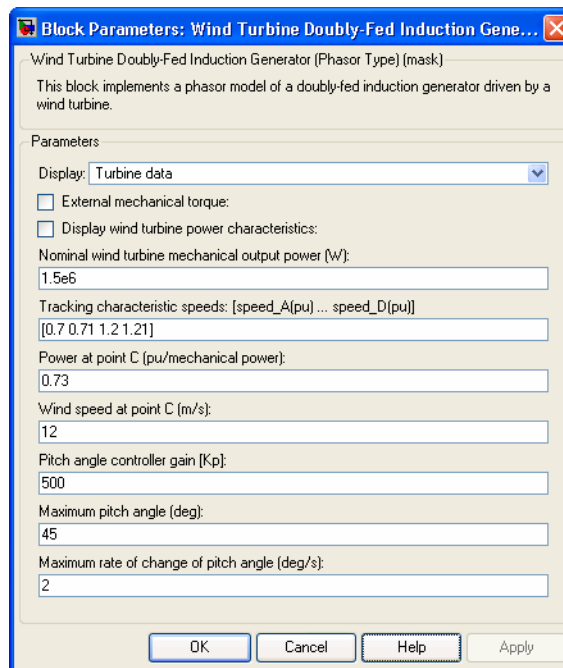 Block Parameters: Wind Turbine Doubly-Fed Induction Gene...
Wind Turbine Doubly-Fed Induction Generator (Phasor Type) (mask)
This block implements a phasor model of a doubly-fed induction generator driven by a
wind turbine.
Parameters
Display: Turbine data
External mechanical torque:
Display wind turbine power characteristics:
Nominal wind turbine mechanical output power (W):
1.5e6
Tracking characteristic speeds: [speed_A(pu) ... speed_D(pu)]
[0.7 0.71 1.2 1.21]
Power at point C (pu/mechanical power):
0.73
Wind speed at point C (m/s):
12
Pitch angle controller gain [Kp]:
500
Maximum pitch angle (deg):
45
Maximum rate of change of pitch angle (deg/s):
2
OK Cancel Help Apply